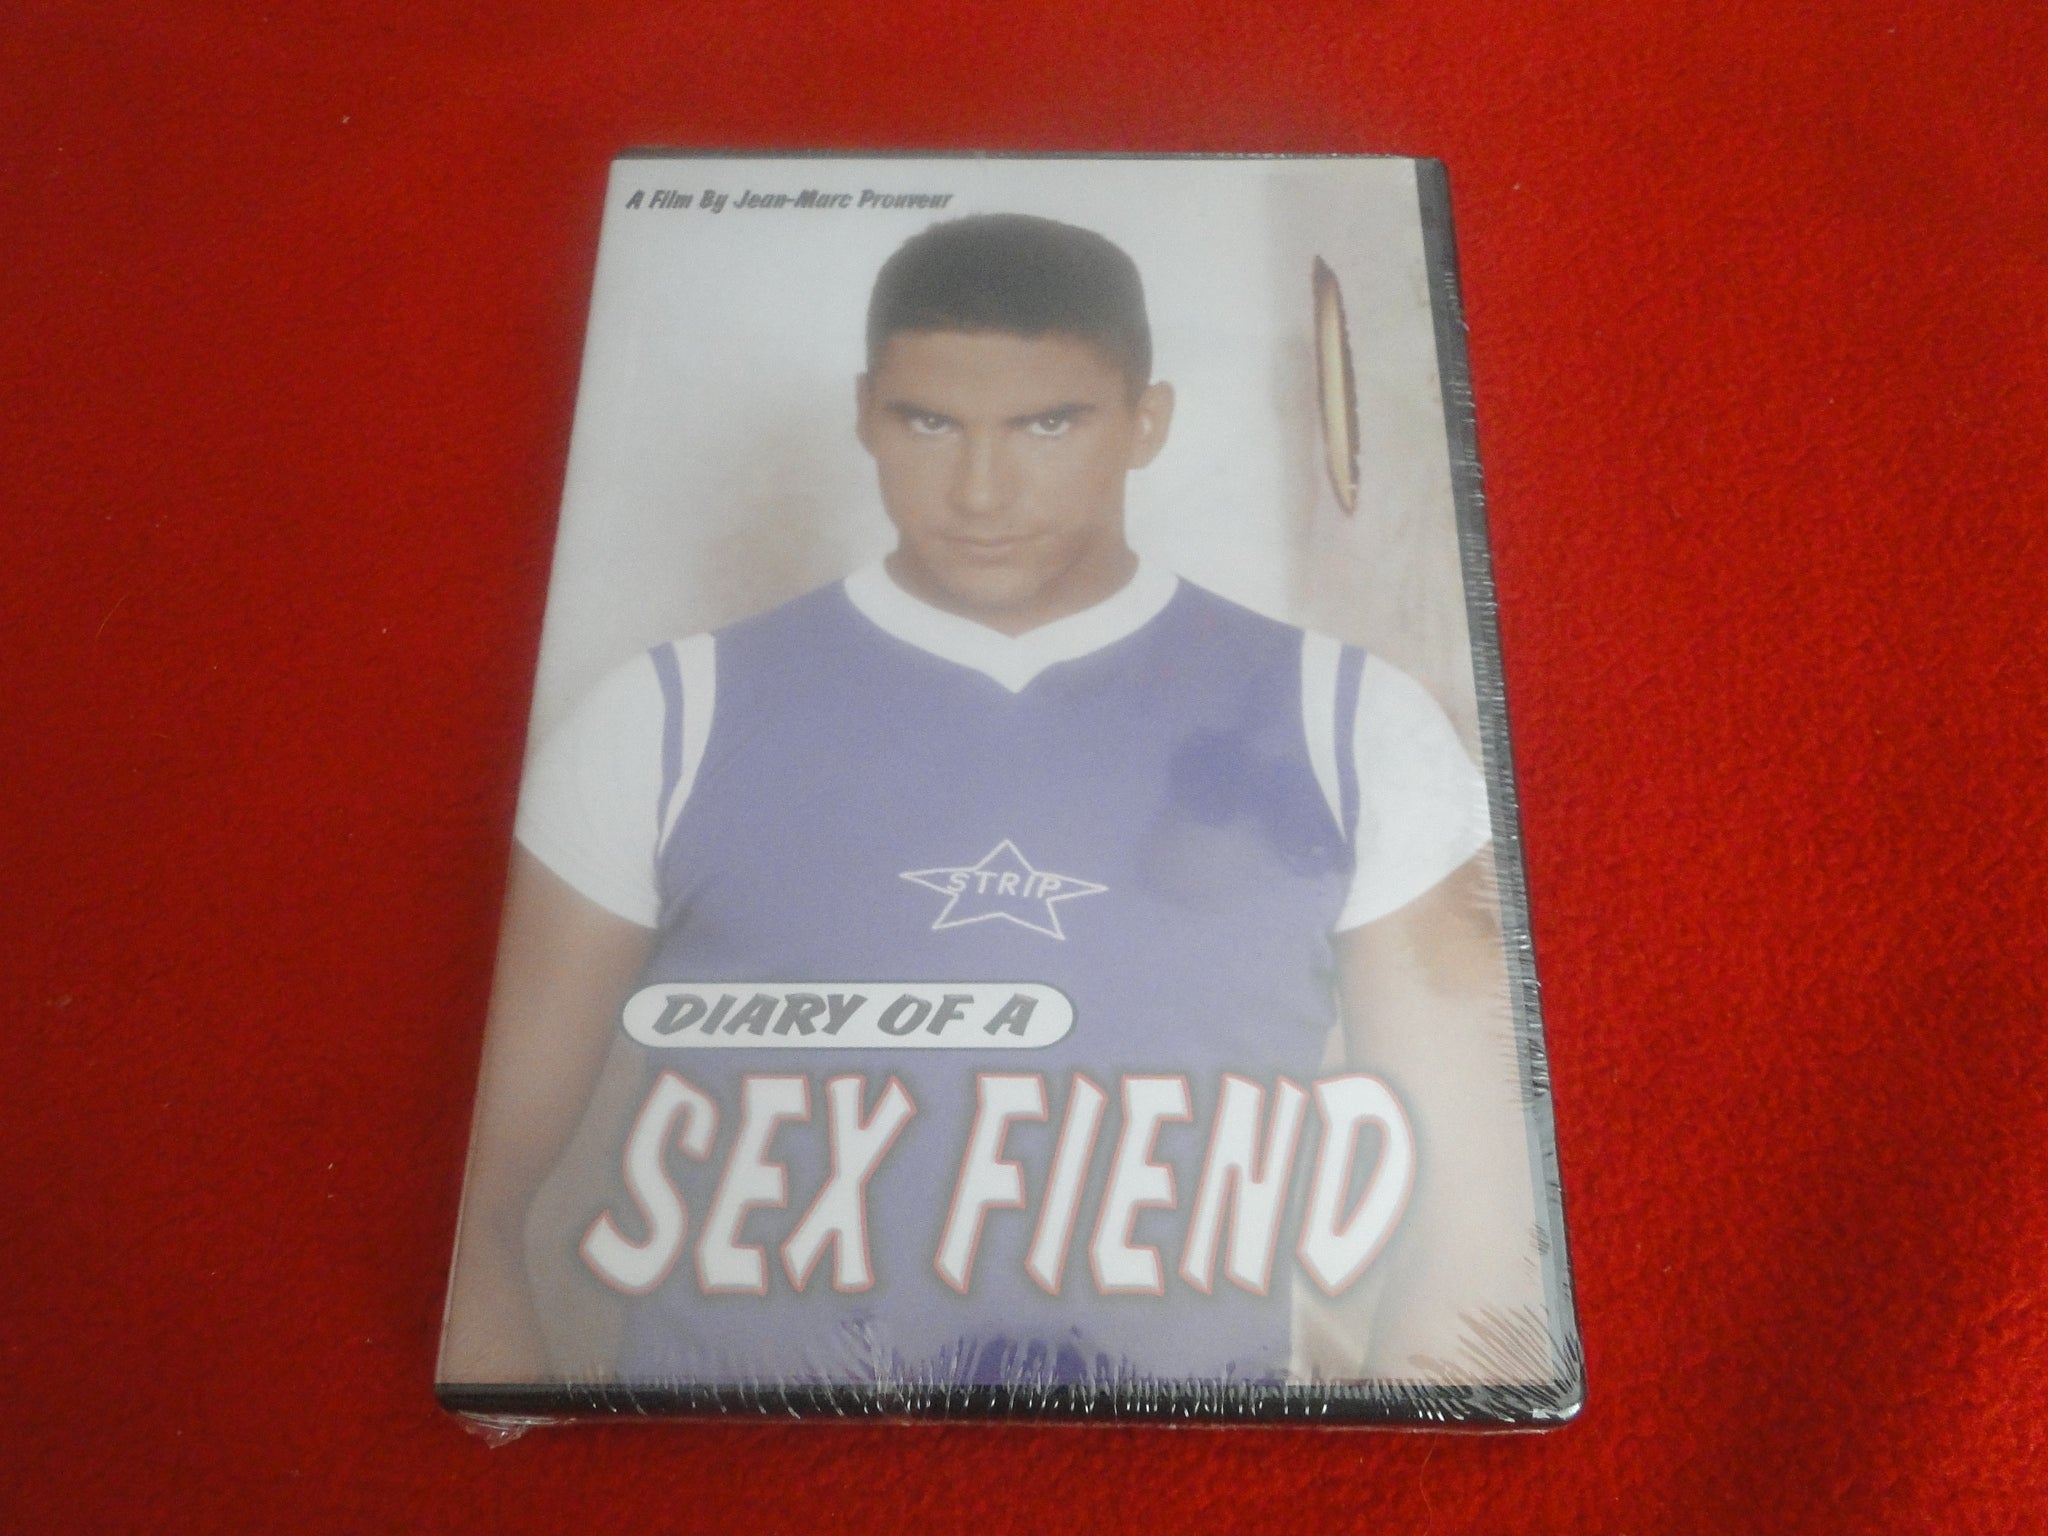 A Film By Jean-Marc Prouveur
STRIP
DIARY OF A
SEX FIEND